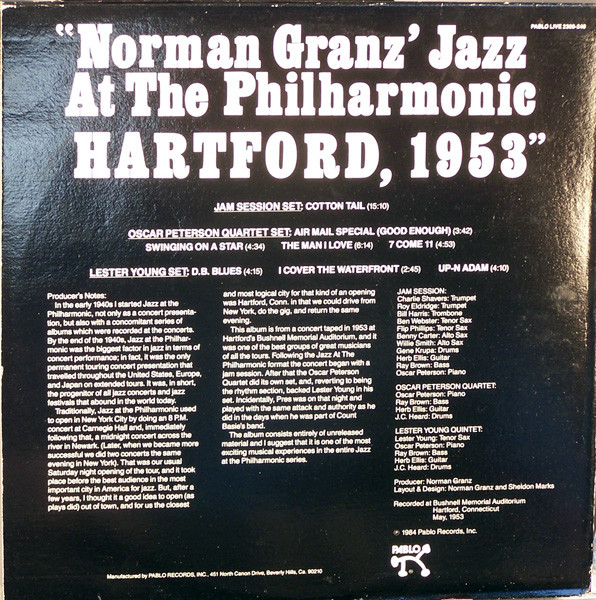 PABLO LIVE 2308-240
"Norman Granz' Jazz
At The Philharmonic
HARTFORD, 1953"
JAM SESSION SET: COTTON TAIL (15:10)
OSCAR PETERSON QUARTET SET: AIR MAIL SPECIAL (GOOD ENOUGH) (3:42)
SWINGING ON A STAR (4:34) THE MAN I LOVE (6:14) 7 COME 11 (4:53)
LESTER YOUNG SET: D.B. BLUES (4:15) I COVER THE WATERFRONT (2:45) UP-N ADAM (4:10)
Producer's Notes:
In the early 1940s I started Jazz at the
Philharmonic, not only as a concert presenta-
tion, but also with a concomitant series of
albums which were recorded at the concerts.
By the end of the 1940s, Jazz at the Philhar-
monic was the biggest factor in jazz in terms of
concert performance; in fact, it was the only
permanent touring concert presentation that
travelled throughout the United States, Europe,
and Japan on extended tours. It was, in short,
the progenitor of all jazz concerts and jazz
festivals that abound in the world today.
Traditionally, Jazz at the Philharmonic used
to open in New York City by doing an 8 P.M.
concert at Carnegie Hall and, immediately
following that, a midnight concert across the
river in Newark. (Later, when we became more
successful we did two concerts the same
evening in New York). That was our usual
Saturday night opening of the tour, and it took
place before the best audience in the most
important city in America for jazz. But, after a
few years, I thought it a good idea to open (as
plays did) out of town, and for us the closest
and most logical city for that kind of an opening
was Hartford, Conn. in that we could drive from
New York, do the gig, and return the same
evening.
This album is from a concert taped in 1953 at
Hartford's Bushnell Memorial Auditorium, and it
was one of the best groups of great musicians
of all the tours. Following the Jazz At The
Philharmonic format the concert began with a
jam session. After that the Oscar Peterson
Quartet did its own set, and, reverting to being
the rhythm section, backed Lester Young in his
set. Incidentally, Pres was on that night and
played with the same attack and authority as he
did in the days when he was part of Count
Basie's band.
The album consists entirely of unreleased
material and I suggest that it is one of the most
exciting musical experiences in the entire Jazz
at the Philharmonic series.
JAM SESSION:
Charlie Shavers: Trumpet
Roy Eldridge: Trumpet
Bill Harris: Trombone
Ben Webster: Tenor Sax
Flip Phillips: Tenor Sax
Benny Carter: Alto Sax
Willie Smith: Alto Sax
Gene Krupa: Drums
Herb Ellis: Guitar
Ray Brown: Bass
Oscar Peterson: Piano
OSCAR PETERSON QUARTET:
Oscar Peterson: Piano
Ray Brown: Bass
Herb Ellis: Guitar
J.C. Heard: Drums
LESTER YOUNG QUINTET:
Lester Young: Tenor Sax
Oscar Peterson: Piano
Ray Brown: Bass
Herb Ellis: Guitar
J.C. Heard: Drums
Producer: Norman Granz
Layout & Design: Norman Granz and Sheldon Marks
Recorded at Bushnell Memorial Auditorium
Hartford, Connecticut
May, 1953
℗ 1984 Pablo Records, Inc.
PABLO
Manufactured by PABLO RECORDS, INC., 451 North Canon Drive, Beverly Hills, Ca. 90210